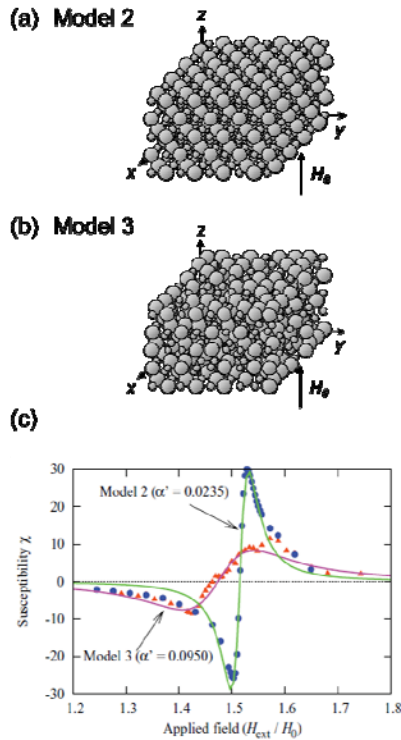 (a) Model 2
z
y
x
H₀
(b) Model 3
z
y
x
H₀
(c)
30
20
10
0
-10
-20
-30
Susceptibility χ
Model 2 (α' = 0.0235)
Model 3 (α' = 0.0950)
1.2 1.3 1.4 1.5 1.6 1.7 1.8
Applied field (H_ext / H₀)